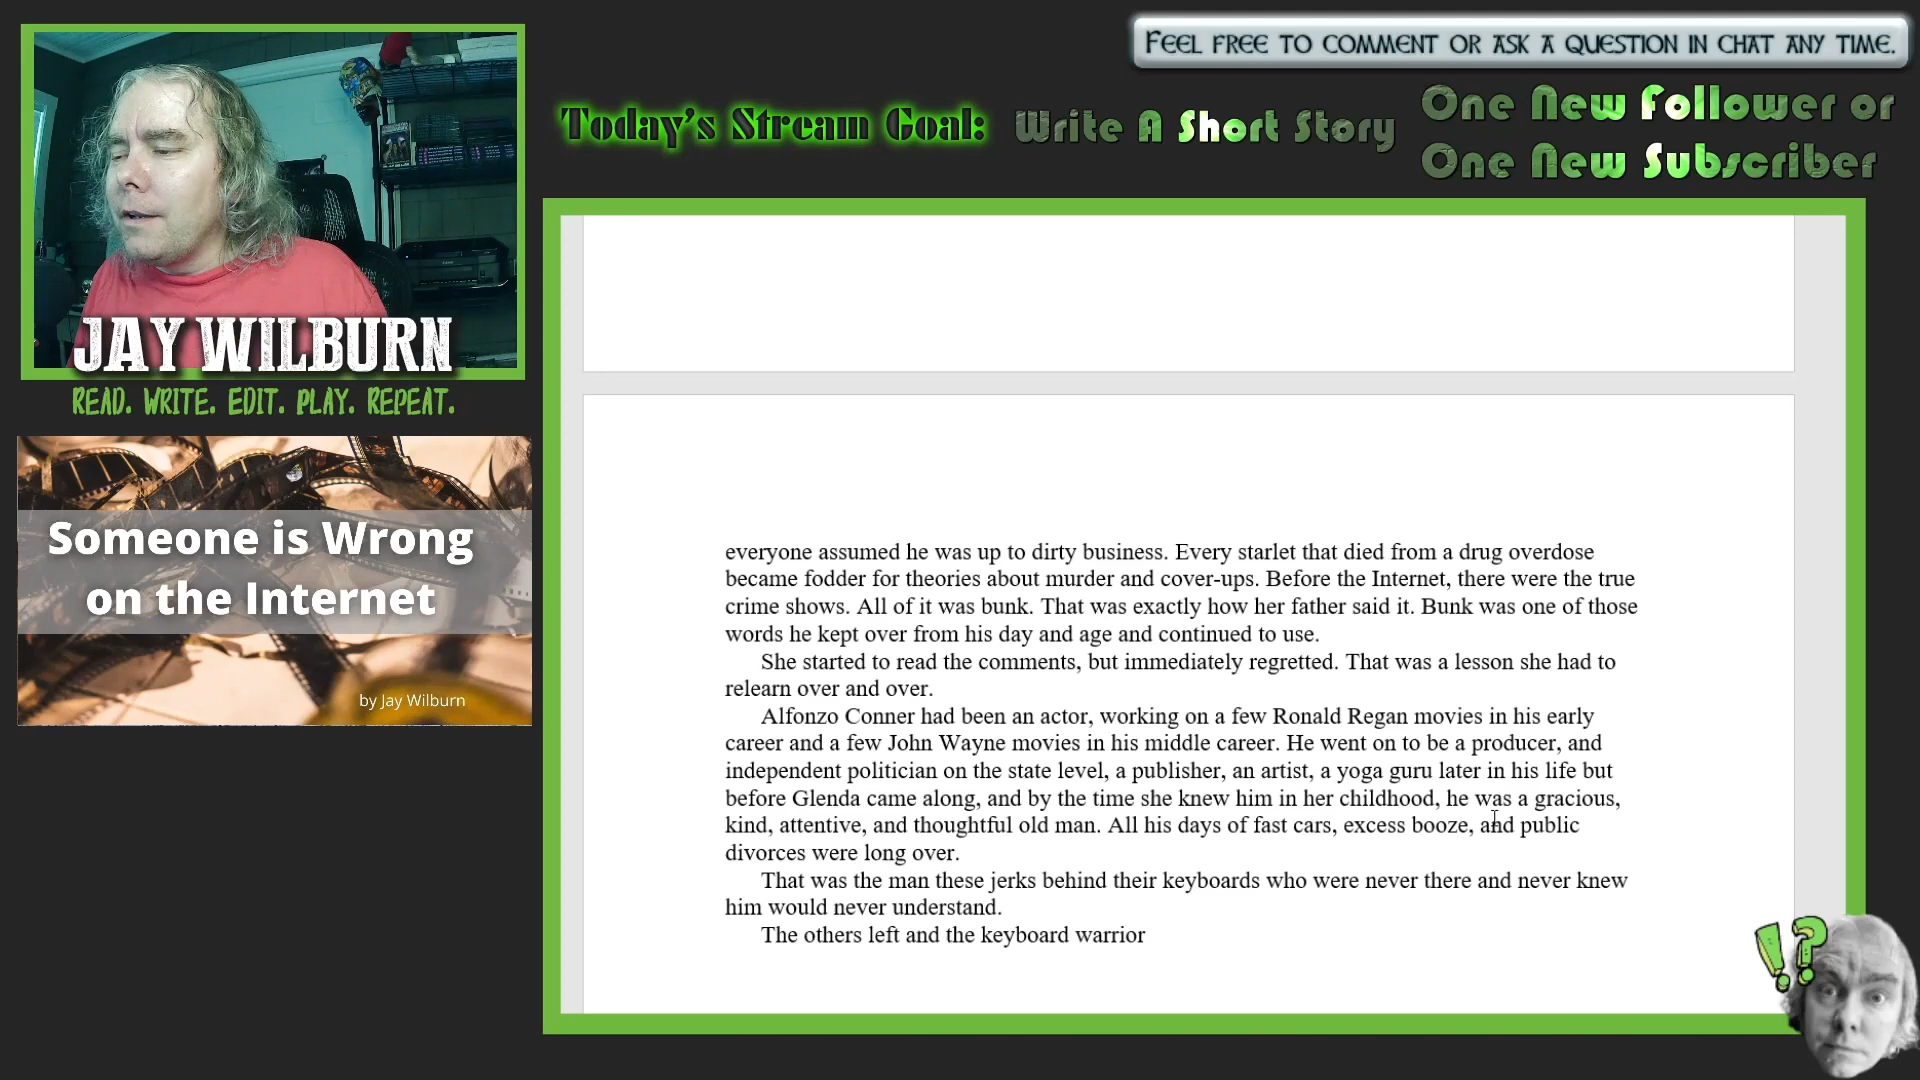 FEEL FREE TO COMMENT OR ASK A QUESTION IN CHAT ANY TIME.
Today's Stream Goal:
Write A Short Story
One New Follower or
One New Subscriber
JAY WILBURN
READ. WRITE. EDIT. PLAY. REPEAT.
Someone is Wrong
on the Internet
by Jay Wilburn
everyone assumed he was up to dirty business. Every starlet that died from a drug overdose
became fodder for theories about murder and cover-ups. Before the Internet, there were the true
crime shows. All of it was bunk. That was exactly how her father said it. Bunk was one of those
words he kept over from his day and age and continued to use.
She started to read the comments, but immediately regretted. That was a lesson she had to
relearn over and over.
Alfonzo Conner had been an actor, working on a few Ronald Regan movies in his early
career and a few John Wayne movies in his middle career. He went on to be a producer, and
independent politician on the state level, a publisher, an artist, a yoga guru later in his life but
before Glenda came along, and by the time she knew him in her childhood, he was a gracious,
kind, attentive, and thoughtful old man. All his days of fast cars, excess booze, and public
divorces were long over.
That was the man these jerks behind their keyboards who were never there and never knew
him would never understand.
The others left and the keyboard warrior
!?